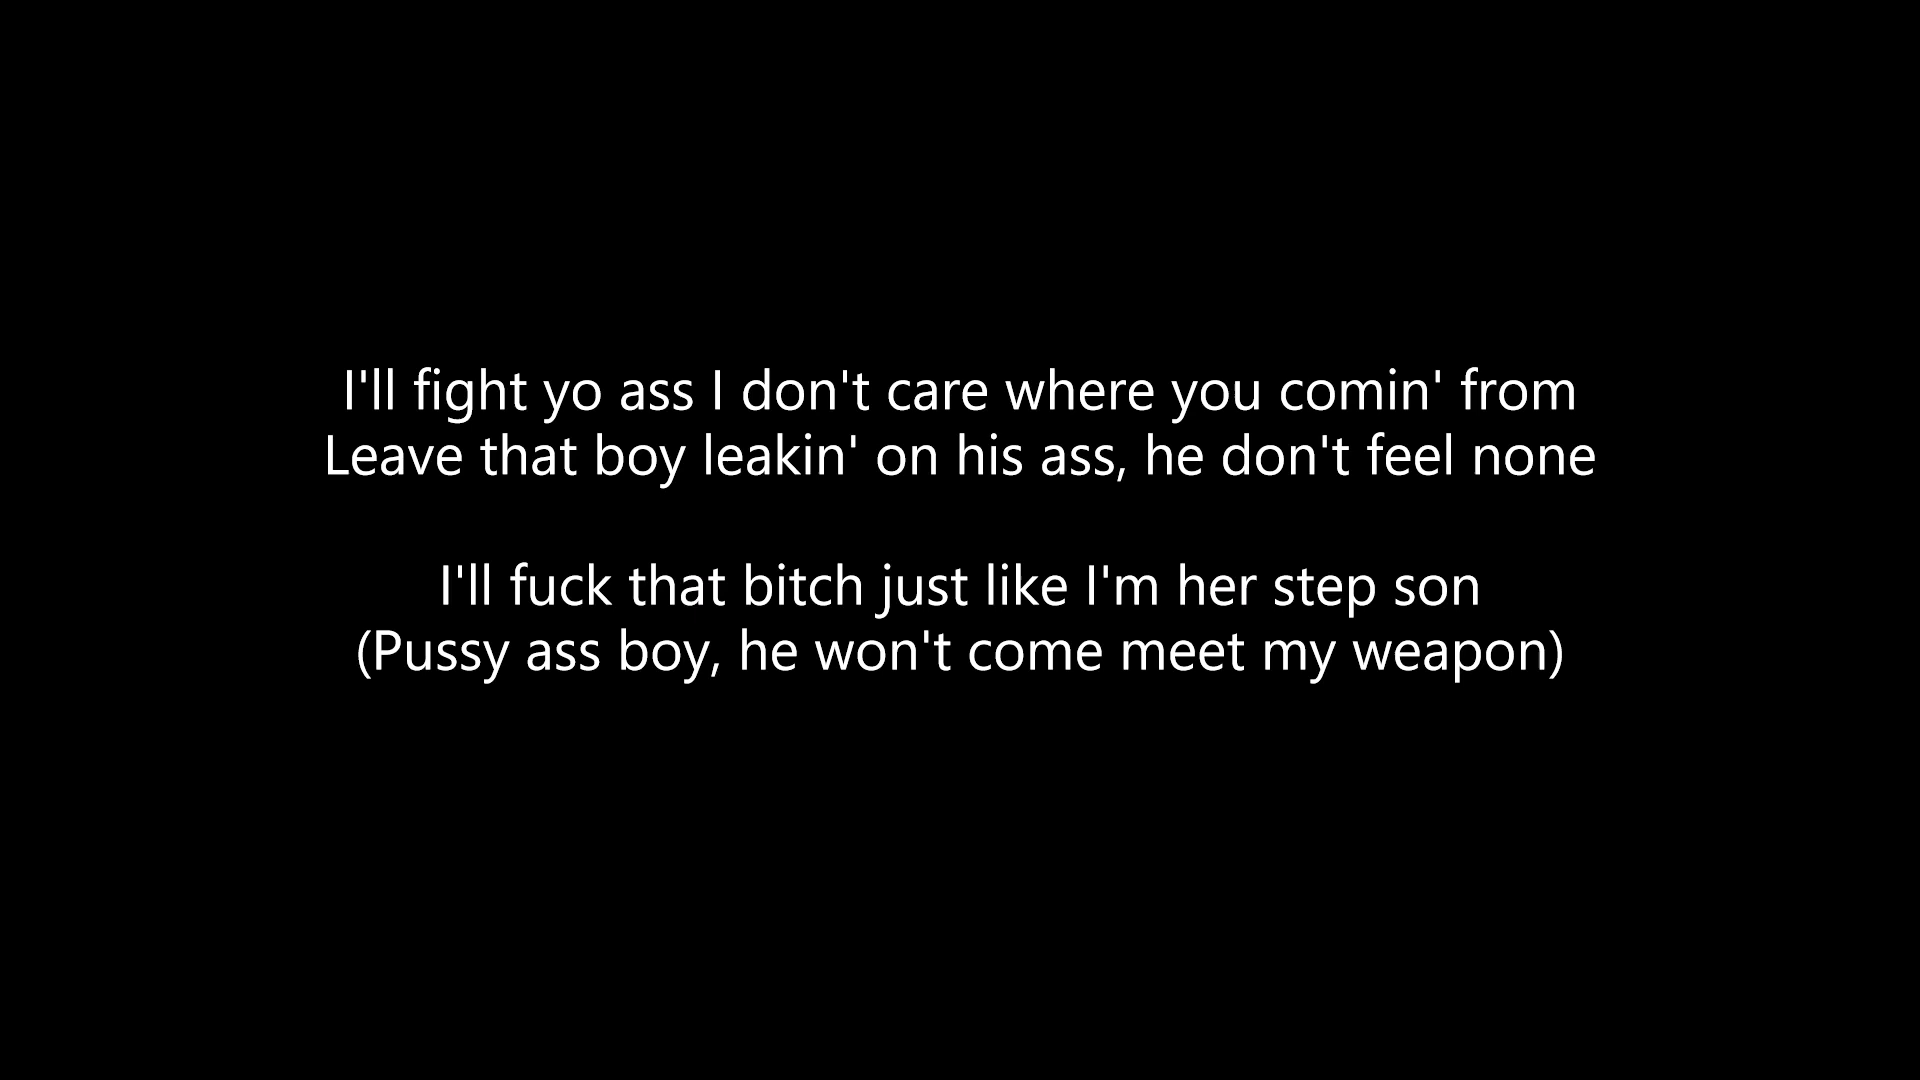 I'll fight yo ass I don't care where you comin' from
Leave that boy leakin' on his ass, he don't feel none
I'll fuck that bitch just like I'm her step son
(Pussy ass boy, he won't come meet my weapon)